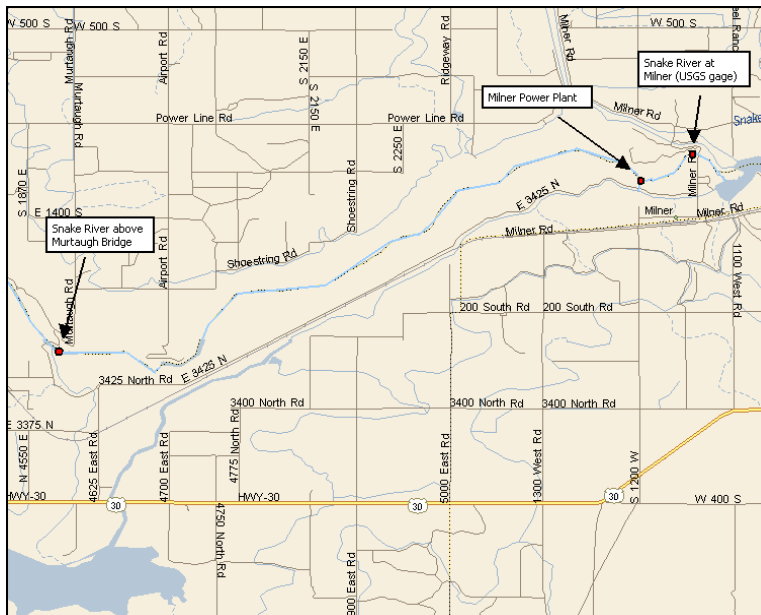 W 500 S
Murtaugh Rd
Airport Rd
S 2150 E
Ridgeway Rd
Milner Rd
W 500 S
Snake River at
Milner (USGS gage)
Milner Power Plant
Murtaugh Rd
S 2150 E
Milner Rd
Power Line Rd
Power Line Rd
S 2250 E
Snake
Milner R
S 1870 E
Shoestring Rd
E 3425 N
E 1400 S
Milner
Milner Rd
Snake River above
Murtaugh Bridge
Milner Rd
Shoestring Rd
Airport Rd
1100 West Rd
Murtaugh Rd
200 South Rd
200 South Rd
E 3425 N
3425 North Rd
3400 North Rd
3400 North Rd
3400 North Rd
E 3375 N
N 4550 E
4625 East Rd
4700 East Rd
4775 North Rd
5000 East Rd
1300 West Rd
S 1200 W
HWY-30
30
HWY-30
30
30
W 400 S
4750 North Rd
900 East Rd